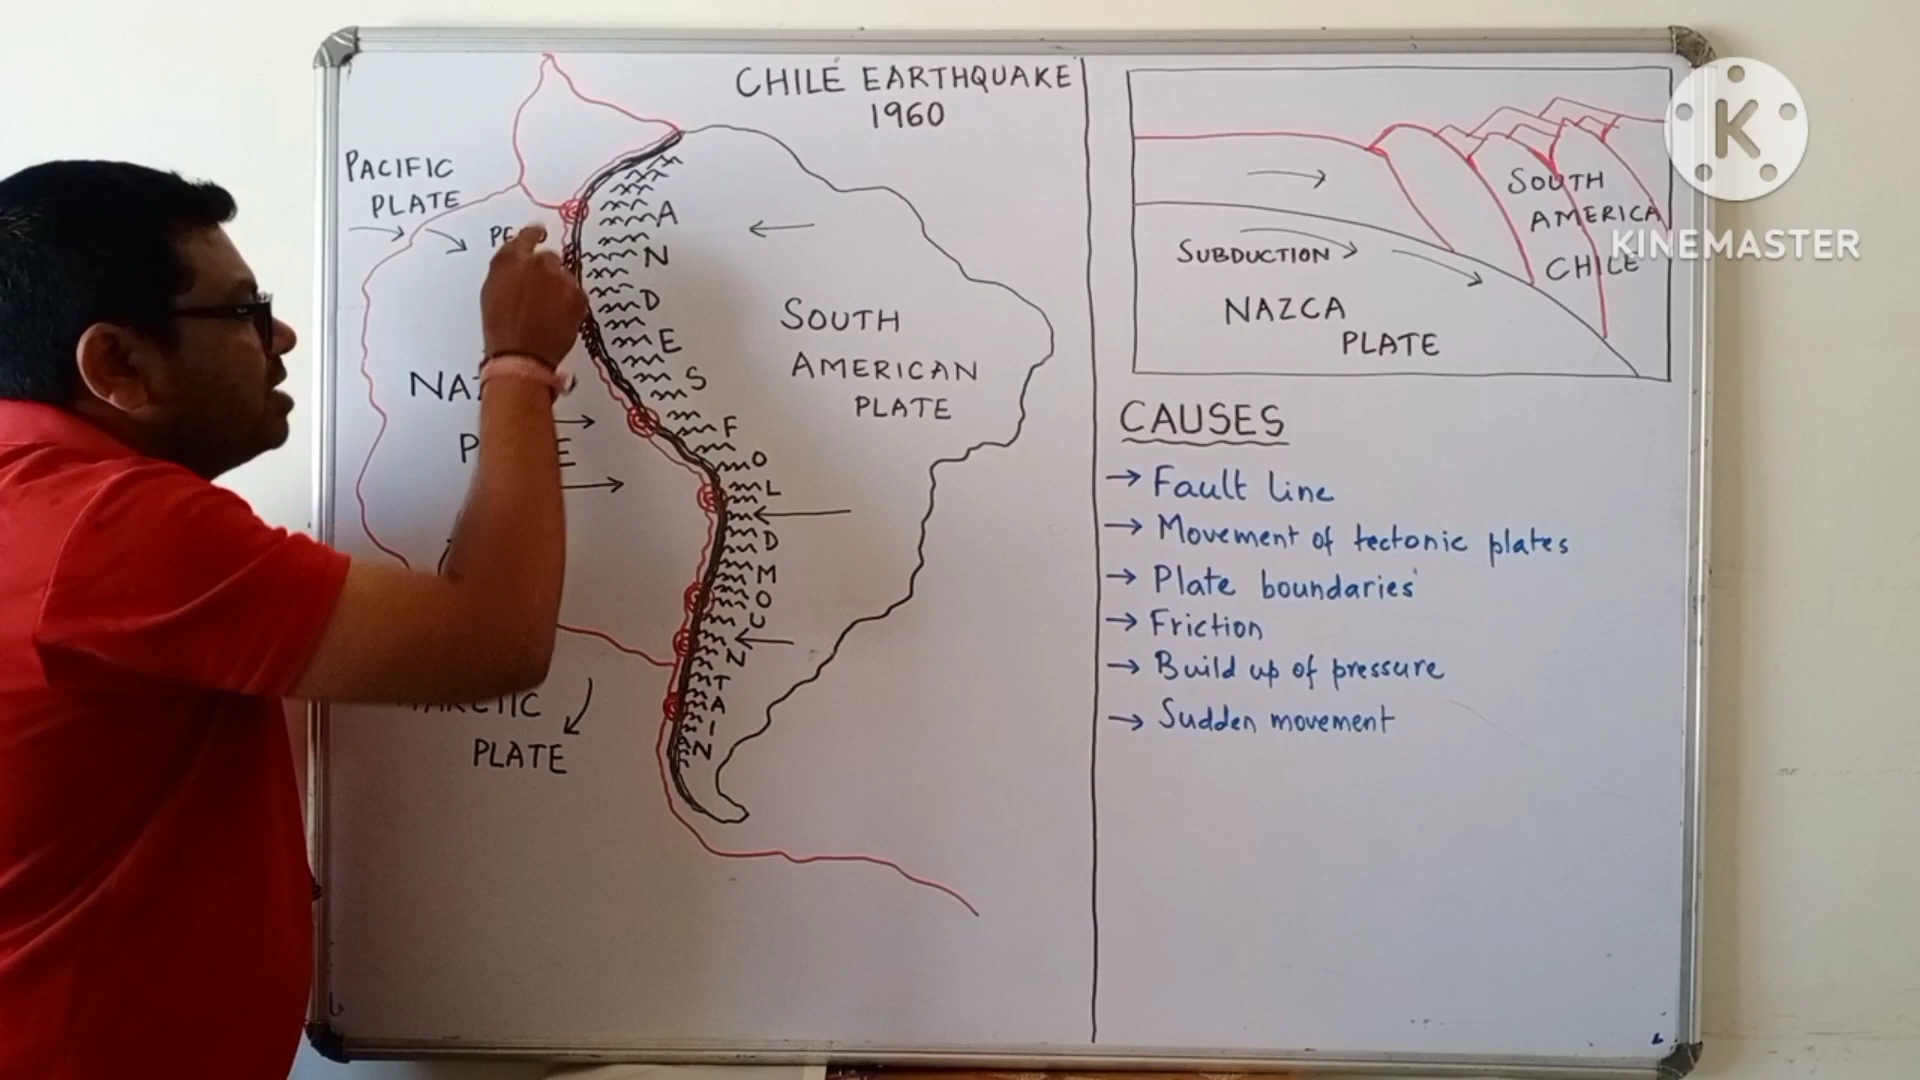 CHILE EARTHQUAKE
1960
PACIFIC
PLATE
A
N
D
E
S
F
O
L
D
M
O
U
N
T
A
I
N
SOUTH
AMERICAN
PLATE
PLATE
SOUTH
AMERICA
CHILE
SUBDUCTION
NAZCA
PLATE
CAUSES
→ Fault line
→ Movement of tectonic plates
→ Plate boundaries
→ Friction
→ Build up of pressure
→ Sudden movement
K
KINEMASTER